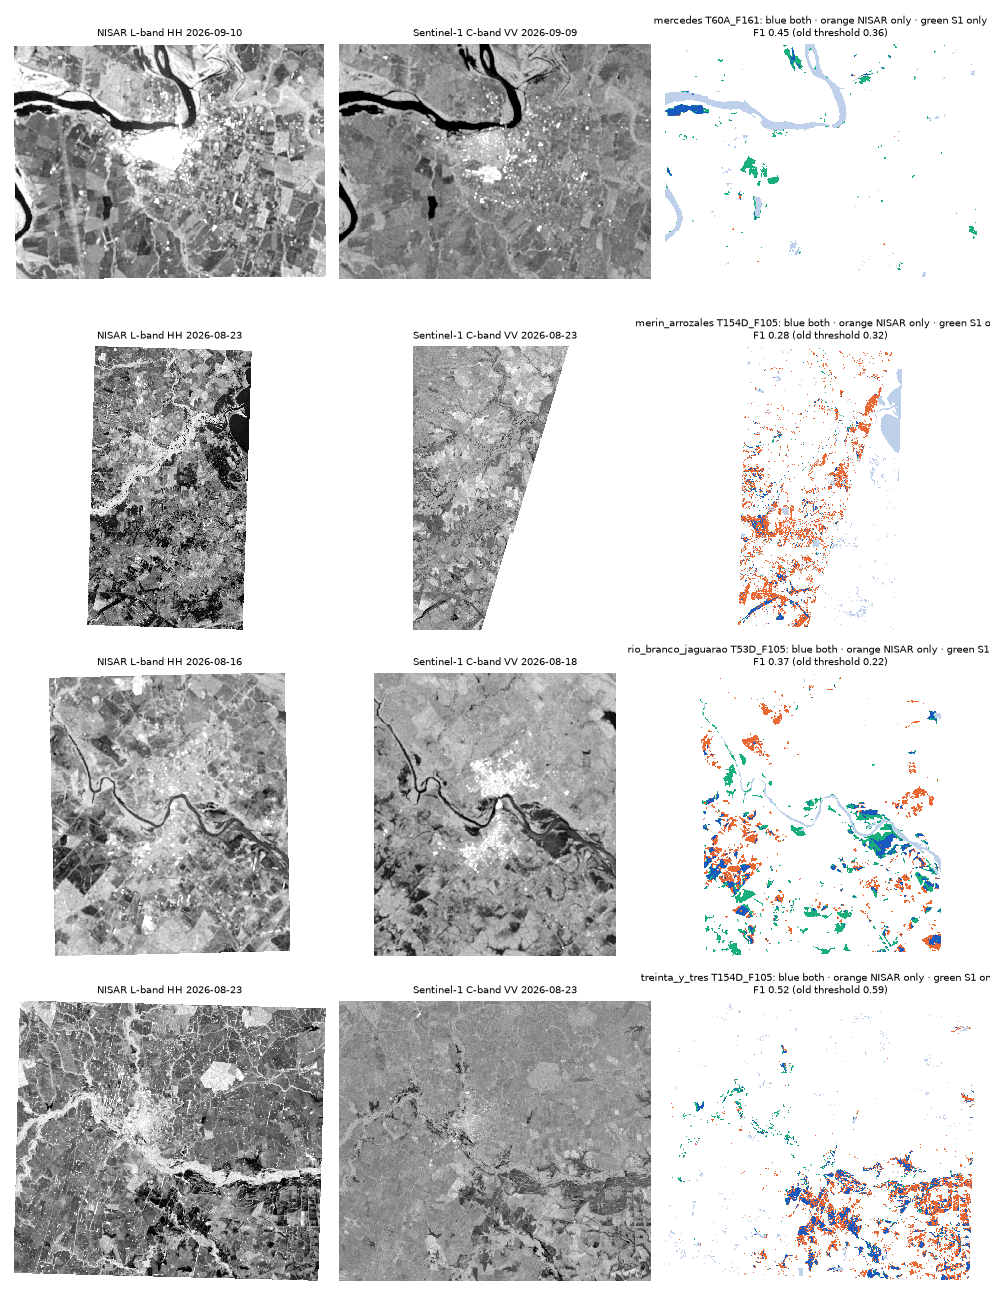 NISAR L-band HH 2026-09-10
Sentinel-1 C-band VV 2026-09-09
mercedes T60A_F161: blue both · orange NISAR only · green S1 only
F1 0.45 (old threshold 0.36)
NISAR L-band HH 2026-08-23
Sentinel-1 C-band VV 2026-08-23
merin_arrozales T154D_F105: blue both · orange NISAR only · green S1 o
F1 0.28 (old threshold 0.32)
NISAR L-band HH 2026-08-16
Sentinel-1 C-band VV 2026-08-18
rio_branco_jaguarao T53D_F105: blue both · orange NISAR only · green S1
F1 0.37 (old threshold 0.22)
NISAR L-band HH 2026-08-23
Sentinel-1 C-band VV 2026-08-23
treinta_y_tres T154D_F105: blue both · orange NISAR only · green S1 on
F1 0.52 (old threshold 0.59)